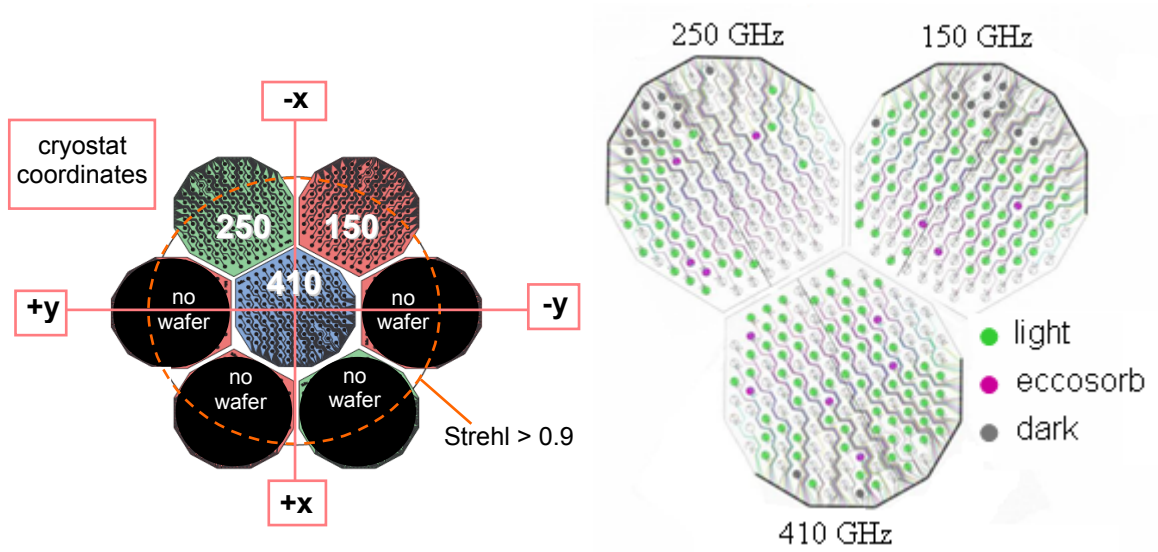 -x
cryostat
coordinates
250
150
410
+y
no
wafer
no
wafer
-y
no
wafer
no
wafer
Strehl > 0.9
+x
250 GHz
150 GHz
light
eccosorb
dark
410 GHz